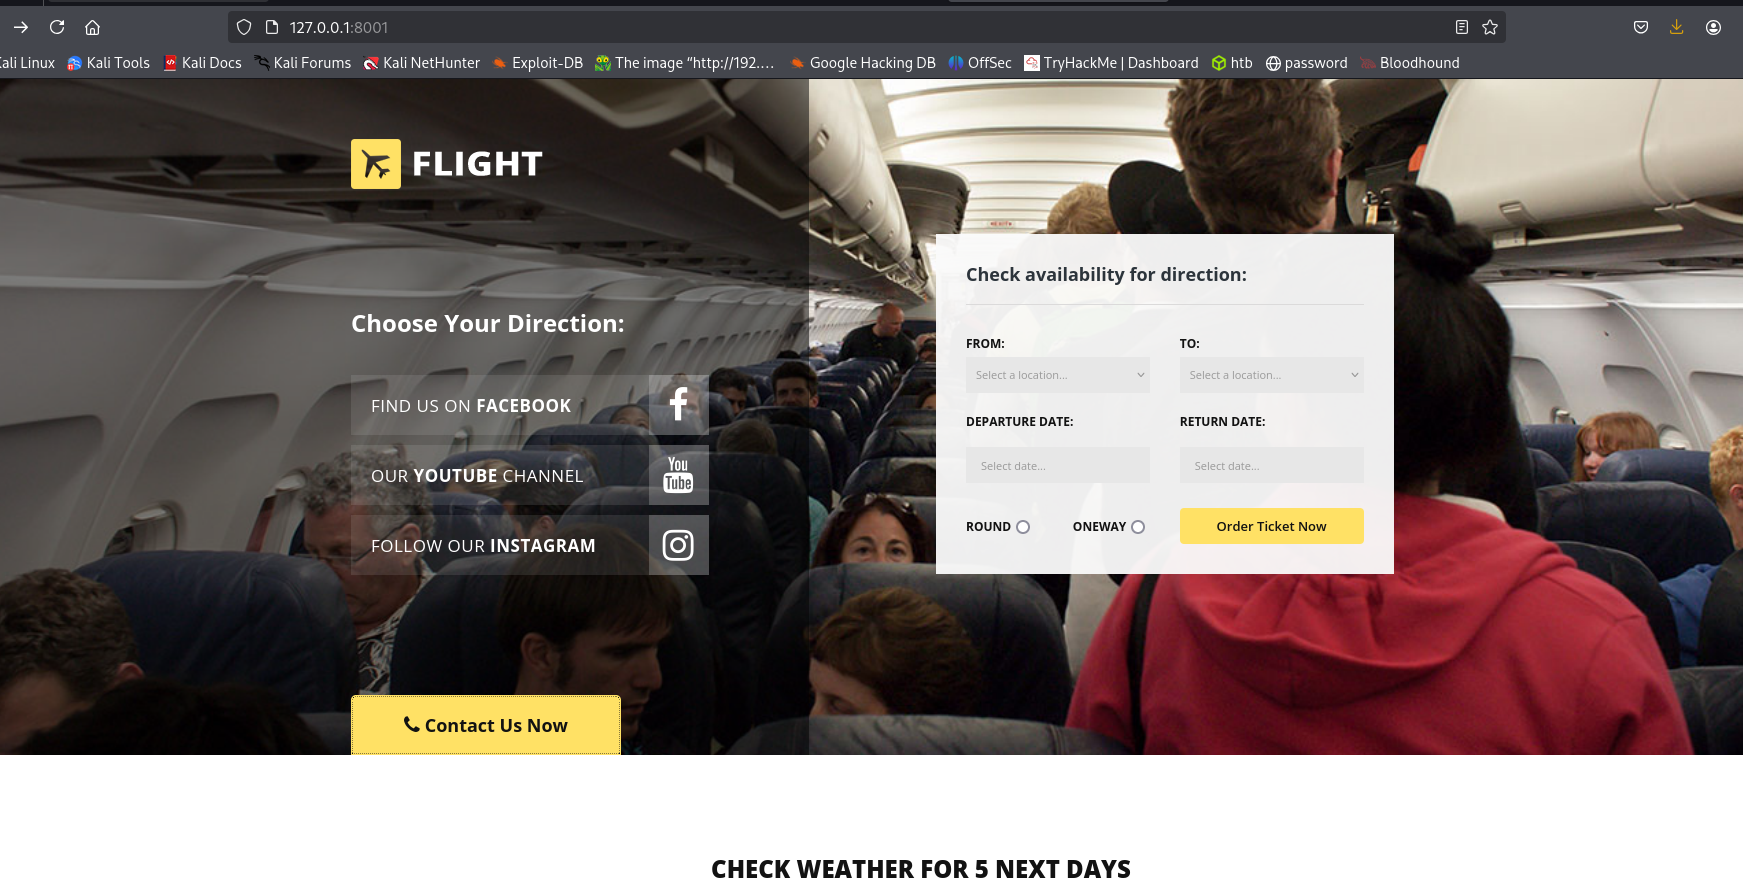 127.0.0.1:8001
Kali Linux Kali Tools Kali Docs Kali Forums Kali NetHunter Exploit-DB The image “http://192.… Google Hacking DB OffSec TryHackMe | Dashboard htb password Bloodhound
FLIGHT
Choose Your Direction:
FIND US ON FACEBOOK
OUR YOUTUBE CHANNEL
You
Tube
FOLLOW OUR INSTAGRAM
Contact Us Now
Check availability for direction:
FROM: TO:
Select a location... Select a location...
DEPARTURE DATE: RETURN DATE:
Select date... Select date...
ROUND ONEWAY Order Ticket Now
CHECK WEATHER FOR 5 NEXT DAYS